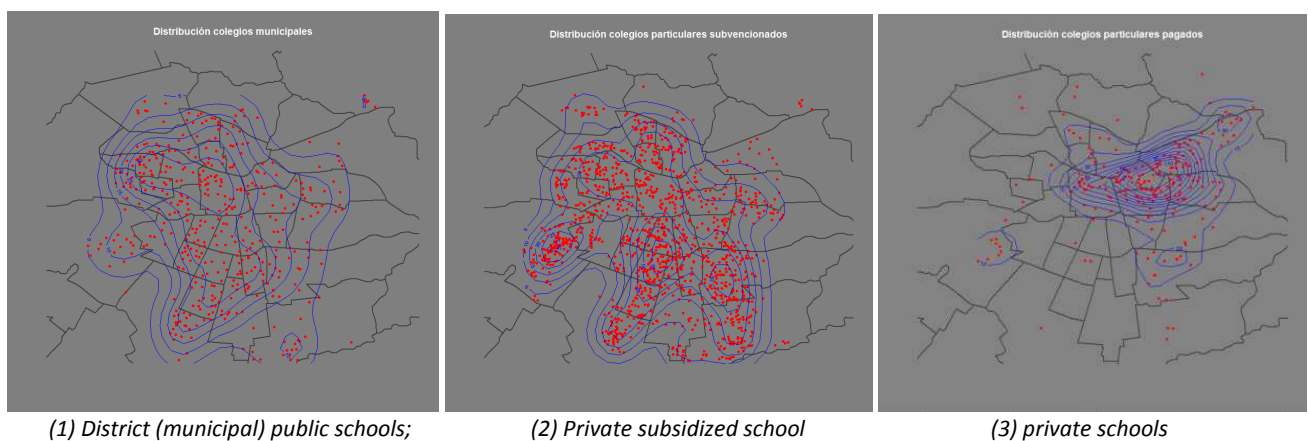 Distribución colegios municipales
Distribución colegios particulares subvencionados
Distribución colegios particulares pagados
(1) District (municipal) public schools;
(2) Private subsidized school
(3) private schools